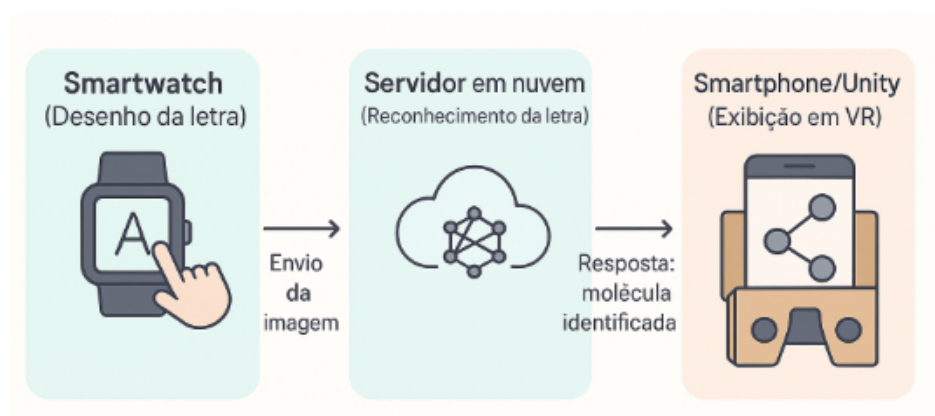 Smartwatch
(Desenho da letra)
A
Envio
da
imagem
Servidor em nuvem
(Reconhecimento da letra)
Resposta:
molècula
identificada
Smartphone/Unity
(Exibição em VR)